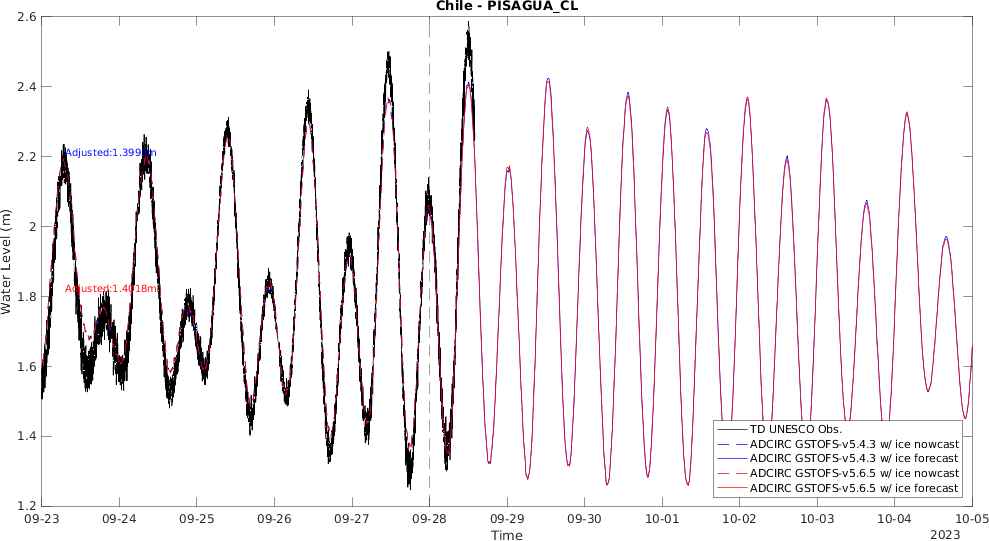 Chile - PISAGUA_CL
Water Level (m)
2.6
2.4
2.2
2
1.8
1.6
1.4
1.2
Adjusted:1.399
Adjusted:1.4018m
TD UNESCO Obs.
ADCIRC GSTOFS-v5.4.3 w/ ice nowcast
ADCIRC GSTOFS-v5.4.3 w/ ice forecast
ADCIRC GSTOFS-v5.6.5 w/ ice nowcast
ADCIRC GSTOFS-v5.6.5 w/ ice forecast
09-23 09-24 09-25 09-26 09-27 09-28 09-29 09-30 10-01 10-02 10-03 10-04 10-05
Time
2023